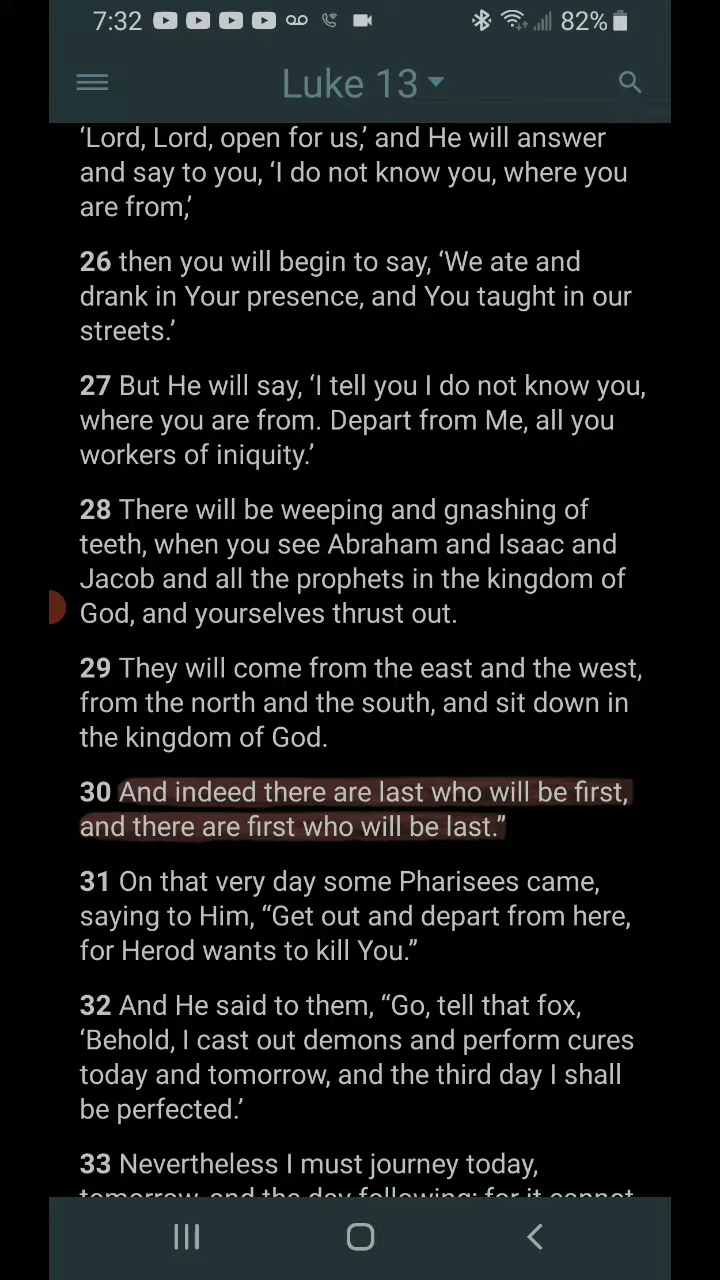 7:32 82%
Luke 13
‘Lord, Lord, open for us,’ and He will answer
and say to you, ‘I do not know you, where you
are from,’
26 then you will begin to say, ‘We ate and
drank in Your presence, and You taught in our
streets.’
27 But He will say, ‘I tell you I do not know you,
where you are from. Depart from Me, all you
workers of iniquity.’
28 There will be weeping and gnashing of
teeth, when you see Abraham and Isaac and
Jacob and all the prophets in the kingdom of
God, and yourselves thrust out.
29 They will come from the east and the west,
from the north and the south, and sit down in
the kingdom of God.
30 And indeed there are last who will be first,
and there are first who will be last.”
31 On that very day some Pharisees came,
saying to Him, “Get out and depart from here,
for Herod wants to kill You.”
32 And He said to them, “Go, tell that fox,
‘Behold, I cast out demons and perform cures
today and tomorrow, and the third day I shall
be perfected.’
33 Nevertheless I must journey today,
tomorrow, and the day following; for it cannot